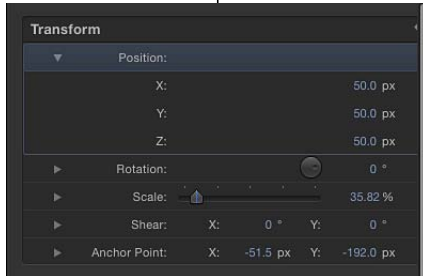 Transform
Position:
X: 50.0 px
Y: 50.0 px
Z: 50.0 px
Rotation: 0 °
Scale: 35.82 %
Shear: X: 0 ° Y: 0 °
Anchor Point: X: -51.5 px Y: -192.0 px